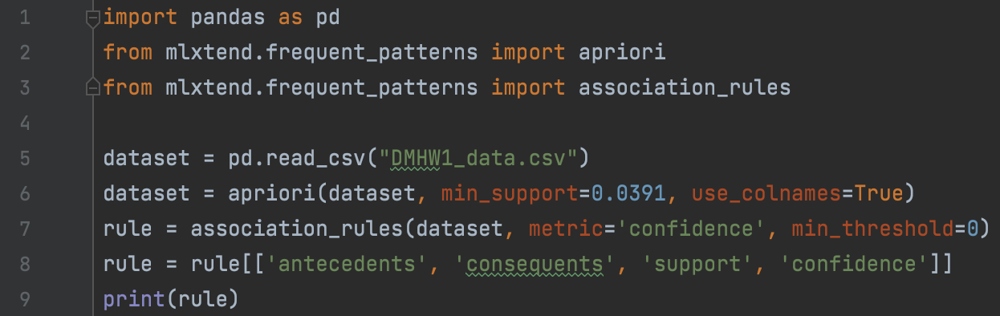 1 import pandas as pd
2 from mlxtend.frequent_patterns import apriori
3 from mlxtend.frequent_patterns import association_rules
4
5 dataset = pd.read_csv("DMHW1_data.csv")
6 dataset = apriori(dataset, min_support=0.0391, use_colnames=True)
7 rule = association_rules(dataset, metric='confidence', min_threshold=0)
8 rule = rule[['antecedents', 'consequents', 'support', 'confidence']]
9 print(rule)